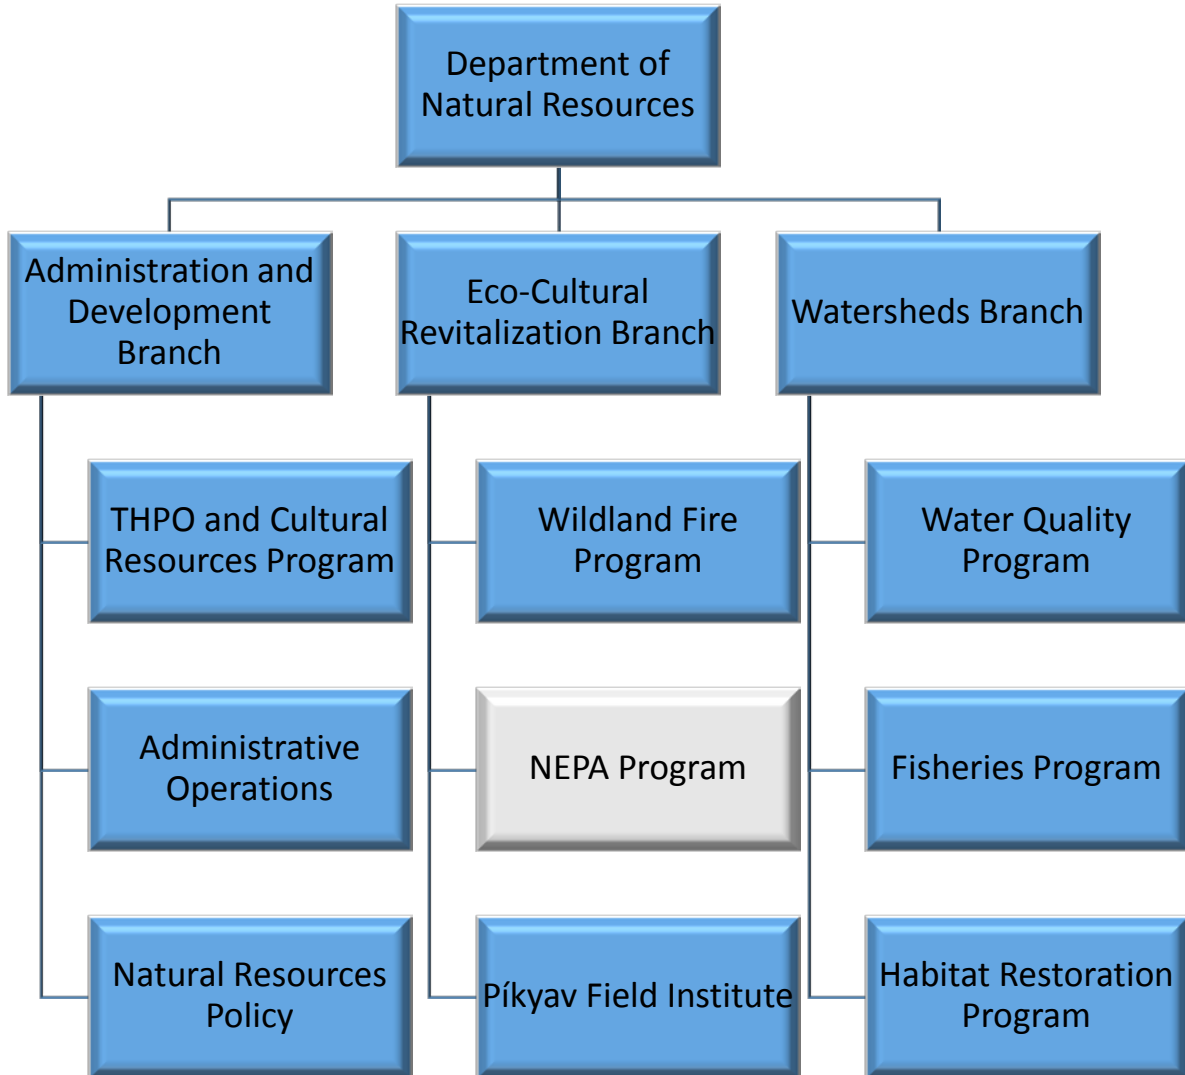 Department of
Natural Resources
Administration and
Development
Branch
Eco-Cultural
Revitalization Branch
Watersheds Branch
THPO and Cultural
Resources Program
Wildland Fire
Program
Water Quality
Program
Administrative
Operations
NEPA Program
Fisheries Program
Natural Resources
Policy
Píkyav Field Institute
Habitat Restoration
Program